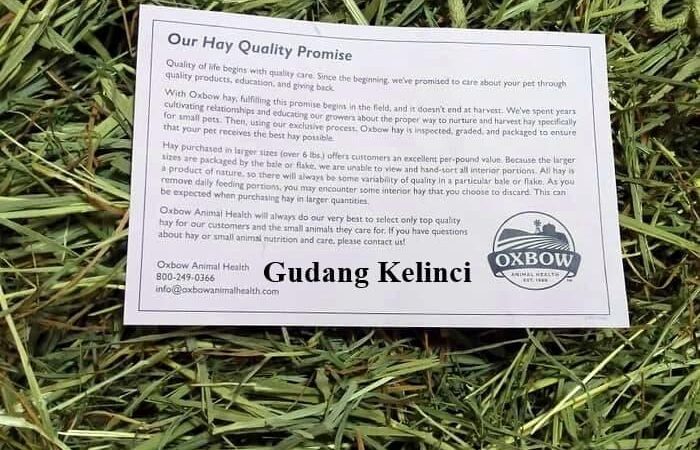 Our Hay Quality Promise
Quality of life begins with quality care. Since the beginning, we've promised to care about your pet through
quality products, education, and giving back.
With Oxbow hay, fulfilling this promise begins in the field, and it doesn't end at harvest. We've spent years
cultivating relationships and educating our growers about the proper way to nurture and harvest hay specifically
for small pets. Then, using our exclusive process, Oxbow hay is inspected, graded, and packaged to ensure
that your pet receives the best hay possible.
Hay purchased in larger sizes (over 6 lbs.) offers customers an excellent per-pound value. Because the larger
sizes are packaged by the bale or flake, we are unable to view and hand-sort all interior portions. All hay is
a product of nature, so there will always be some variability of quality in a particular bale or flake. As you
remove daily feeding portions, you may encounter some interior hay that you choose to discard. This can
be expected when purchasing hay in larger quantities.
Oxbow Animal Health will always do our very best to select only top quality
hay for our customers and the small animals they care for. If you have questions
about hay or small animal nutrition and care, please contact us!
Oxbow Animal Health
800-249-0366
info@oxbowanimalhealth.com
Gudang Kelinci
OXBOW
ANIMAL HEALTH
EST. 1980
TM